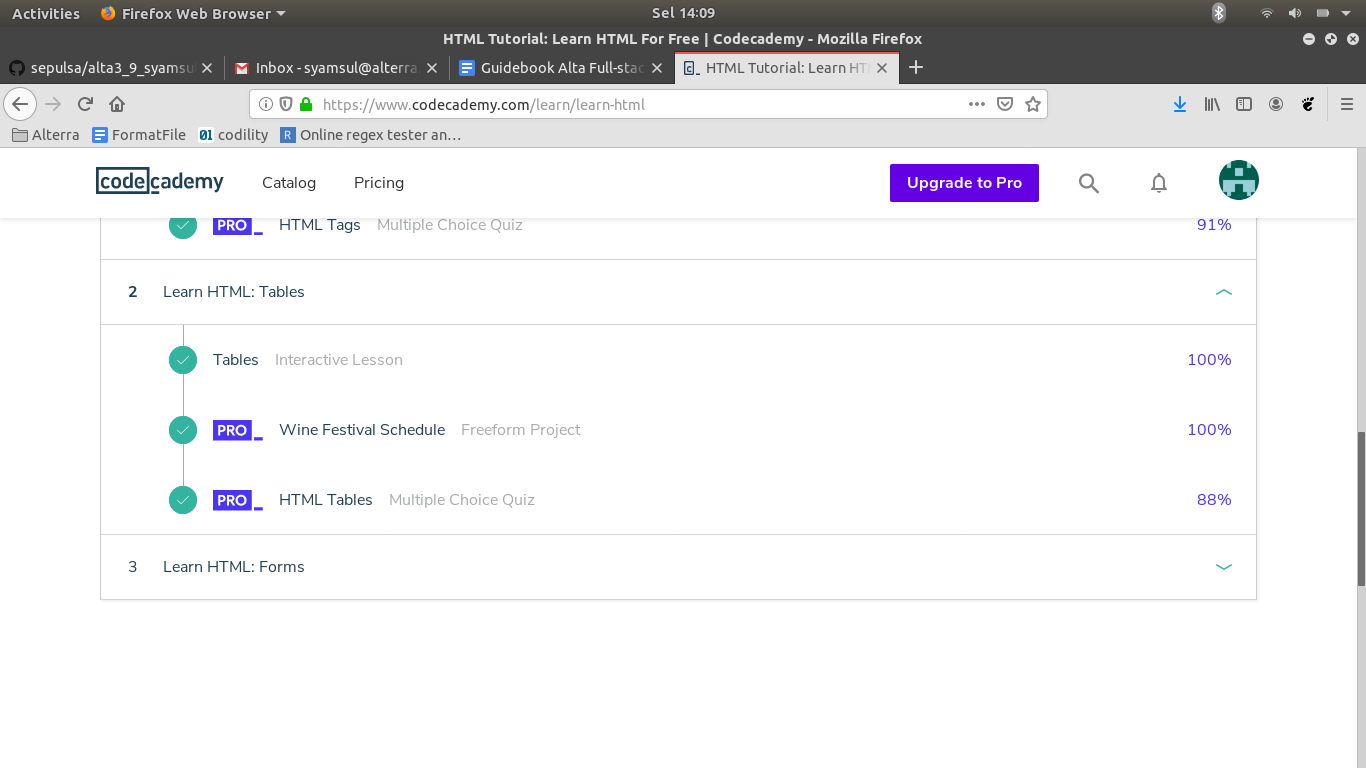 Activities Firefox Web Browser Sel 14:09
HTML Tutorial: Learn HTML For Free | Codecademy - Mozilla Firefox
sepulsa/alta3_9_syamsu Inbox - syamsul@alterra Guidebook Alta Full-stac HTML Tutorial: Learn HTM
https://www.codecademy.com/learn/learn-html
Alterra FormatFile codility Online regex tester an…
codecademy Catalog Pricing Upgrade to Pro
PRO HTML Tags Multiple Choice Quiz 91%
2 Learn HTML: Tables
Tables Interactive Lesson 100%
PRO Wine Festival Schedule Freeform Project 100%
PRO HTML Tables Multiple Choice Quiz 88%
3 Learn HTML: Forms